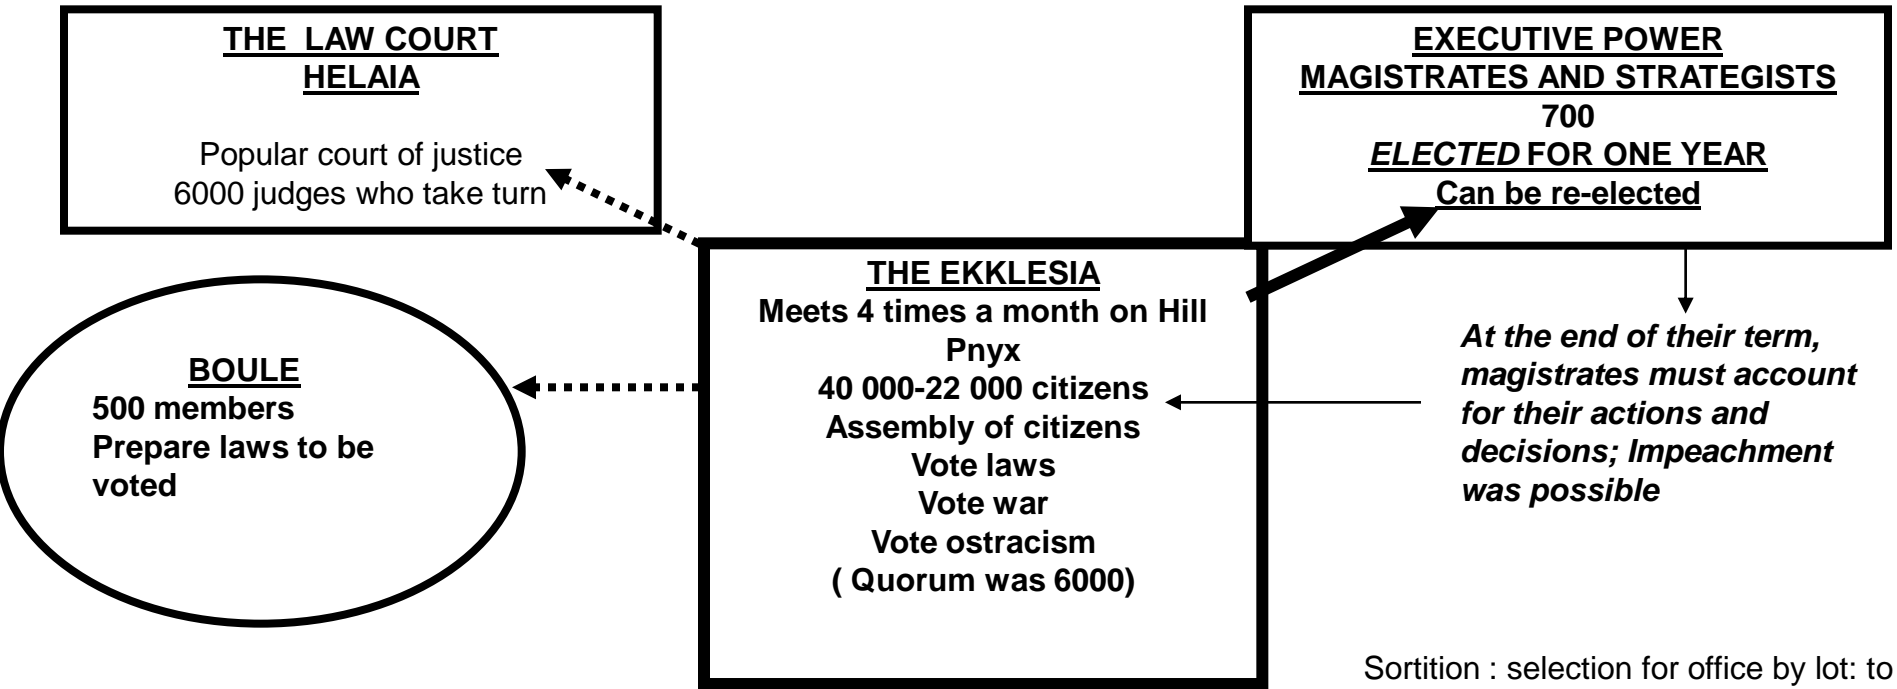 THE LAW COURT
HELAIA
Popular court of justice
6000 judges who take turn
EXECUTIVE POWER
MAGISTRATES AND STRATEGISTS
700
ELECTED FOR ONE YEAR
Can be re-elected
THE EKKLESIA
Meets 4 times a month on Hill
Pnyx
40 000-22 000 citizens
Assembly of citizens
Vote laws
Vote war
Vote ostracism
( Quorum was 6000)
BOULE
500 members
Prepare laws to be
voted
At the end of their term,
magistrates must account
for their actions and
decisions; Impeachment
was possible
Sortition : selection for office by lot: to